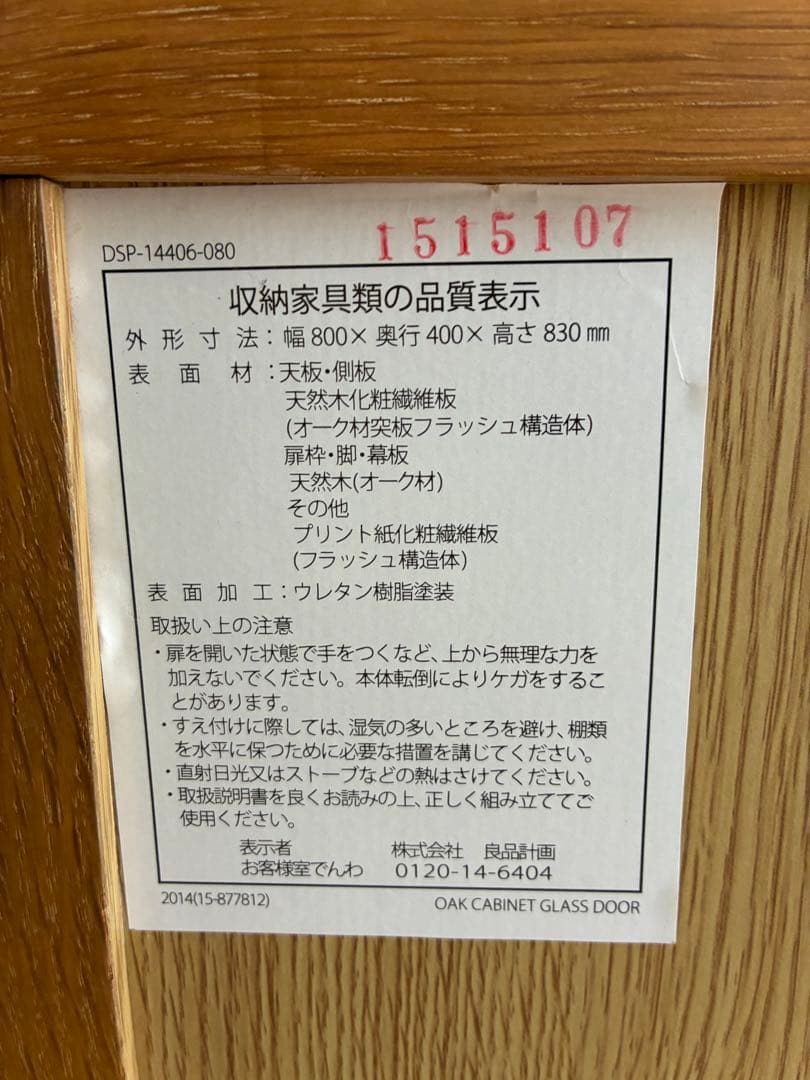 DSP-14406-080
1515107
収納家具類の品質表示
外形寸法：幅800×奥行400×高さ830㎜
表面材：天板・側板
天然木化粧繊維板
(オーク材突板フラッシュ構造体)
扉枠・脚・幕板
天然木(オーク材)
その他
プリント紙化粧繊維板
(フラッシュ構造体)
表面加工：ウレタン樹脂塗装
取扱い上の注意
・扉を開いた状態で手をつくなど、上から無理な力を
加えないでください。本体転倒によりケガをするこ
とがあります。
・すえ付けに際しては、湿気の多いところを避け、棚類
を水平に保つために必要な措置を講じてください。
・直射日光又はストーブなどの熱はさけてください。
・取扱説明書を良くお読みの上、正しく組み立ててご
使用ください。
表示者 株式会社 良品計画
お客様室でんわ 0120-14-6404
2014(15-877812) OAK CABINET GLASS DOOR